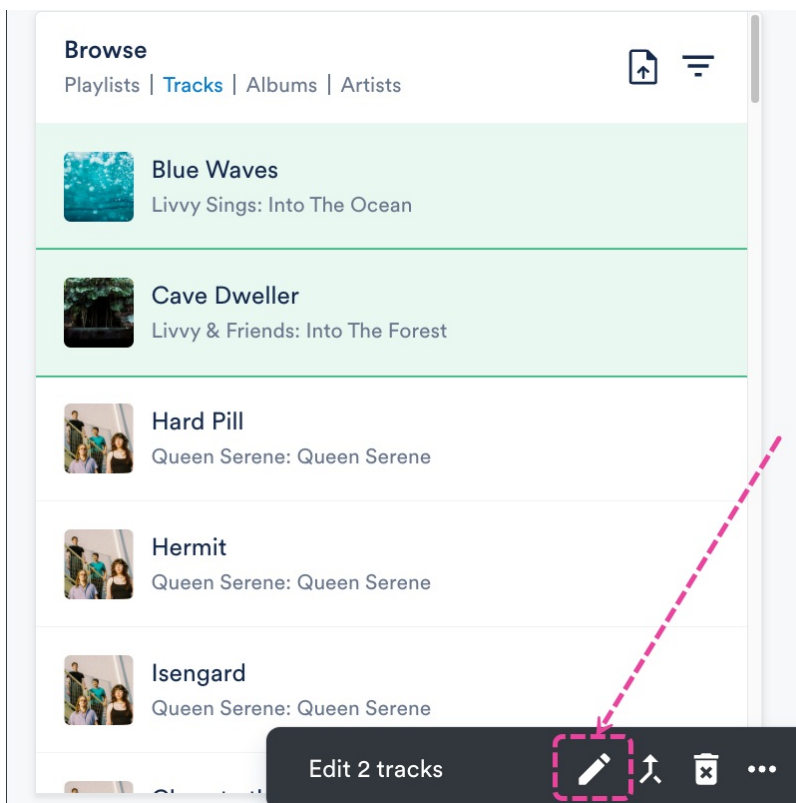 Browse
Playlists | Tracks | Albums | Artists
Blue Waves
Livvy Sings: Into The Ocean
Cave Dweller
Livvy & Friends: Into The Forest
Hard Pill
Queen Serene: Queen Serene
Hermit
Queen Serene: Queen Serene
Isengard
Queen Serene: Queen Serene
Edit 2 tracks